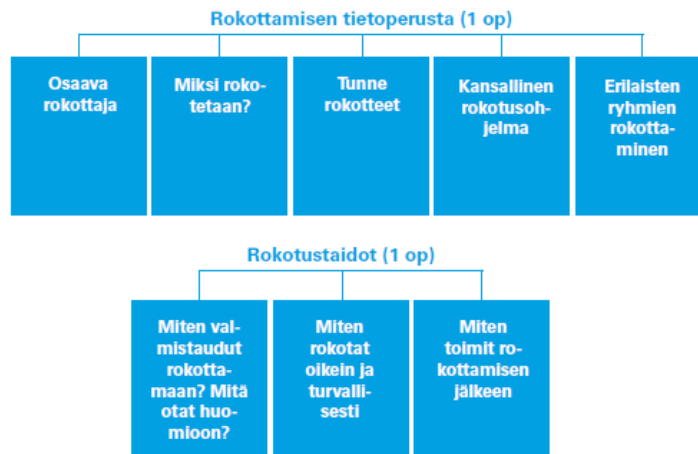 Rokottamisen tietoperusta (1 op)
Osaava
rokottaja
Miksi roko-
tetaan?
Tunne
rokotteet
Kansallinen
rokotusoh-
jelma
Erilaisten
ryhmien
rokotta-
minen
Rokotustaidot (1 op)
Miten val-
mistaudut
rokotta-
maan? Mitä
otat huo-
mioon?
Miten
rokotat
oikein ja
turvalli-
sesti
Miten
toimit ro-
kottamisen
jälkeen